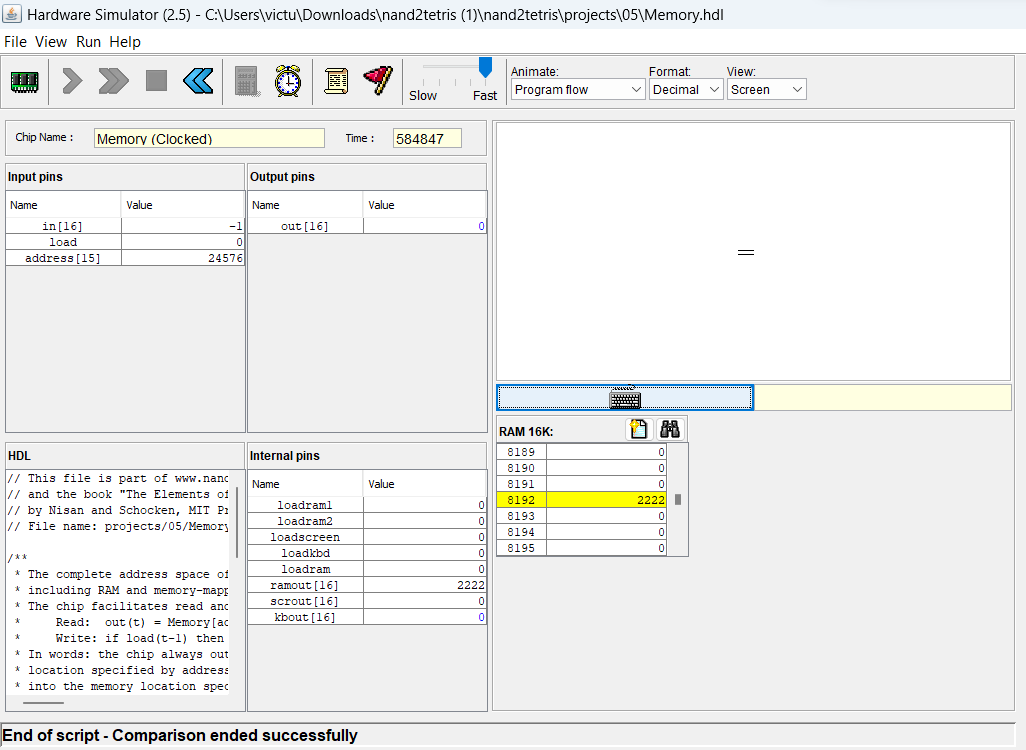 Hardware Simulator (2.5) - C:\Users\victu\Downloads\nand2tetris (1)\nand2tetris\projects\05\Memory.hdl
File View Run Help
Slow Fast
Animate: Format: View:
Program flow Decimal Screen
Chip Name : Memory (Clocked) Time : 584847
Input pins
Name Value
in[16] -1
load 0
address[15] 24576
Output pins
Name Value
out[16] 0
HDL
// This file is part of www.nand
// and the book "The Elements of
// by Nisan and Schocken, MIT Pr
// File name: projects/05/Memory
/**
* The complete address space of
* including RAM and memory-mapp
* The chip facilitates read and
* Read: out(t) = Memory[ad
* Write: if load(t-1) then
* In words: the chip always out
* location specified by address
* into the memory location spec
Internal pins
Name Value
loadram1 0
loadram2 0
loadscreen 0
loadkbd 0
loadram 0
ramout[16] 2222
scrout[16] 0
kbout[16] 0
RAM 16K:
8189 0
8190 0
8191 0
8192 2222
8193 0
8194 0
8195 0
End of script - Comparison ended successfully